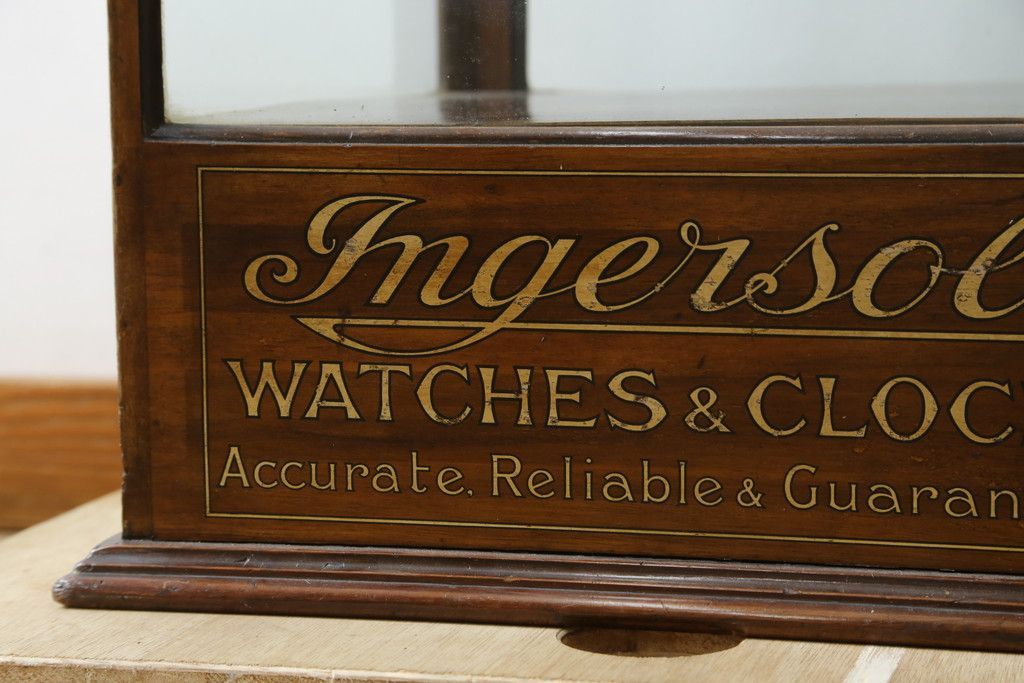 Ingersol
WATCHES & CLOC
Accurate, Reliable & Guaran